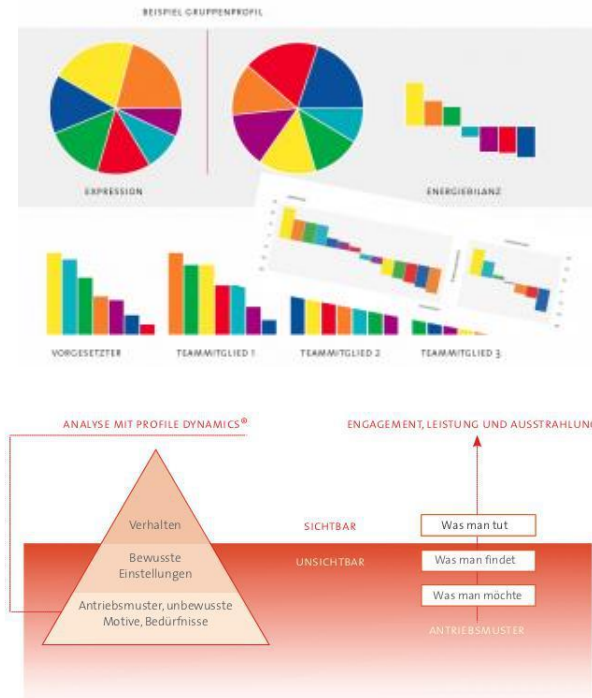 BEISPIEL GRUPPENPROFIL
EXPRESSION
ENERGIEBILANZ
VORGESETZTER
TEAMMITGLIED 1
TEAMMITGLIED 2
TEAMMITGLIED 3
ANALYSE MIT PROFILE DYNAMICS®
ENGAGEMENT, LEISTUNG UND AUSSTRAHLUNG
Verhalten
SICHTBAR
Was man tut
Bewusste
Einstellungen
UNSICHTBAR
Was man findet
Antriebsmuster, unbewusste
Motive, Bedürfnisse
Was man möchte
ANTRIEBSMUSTER